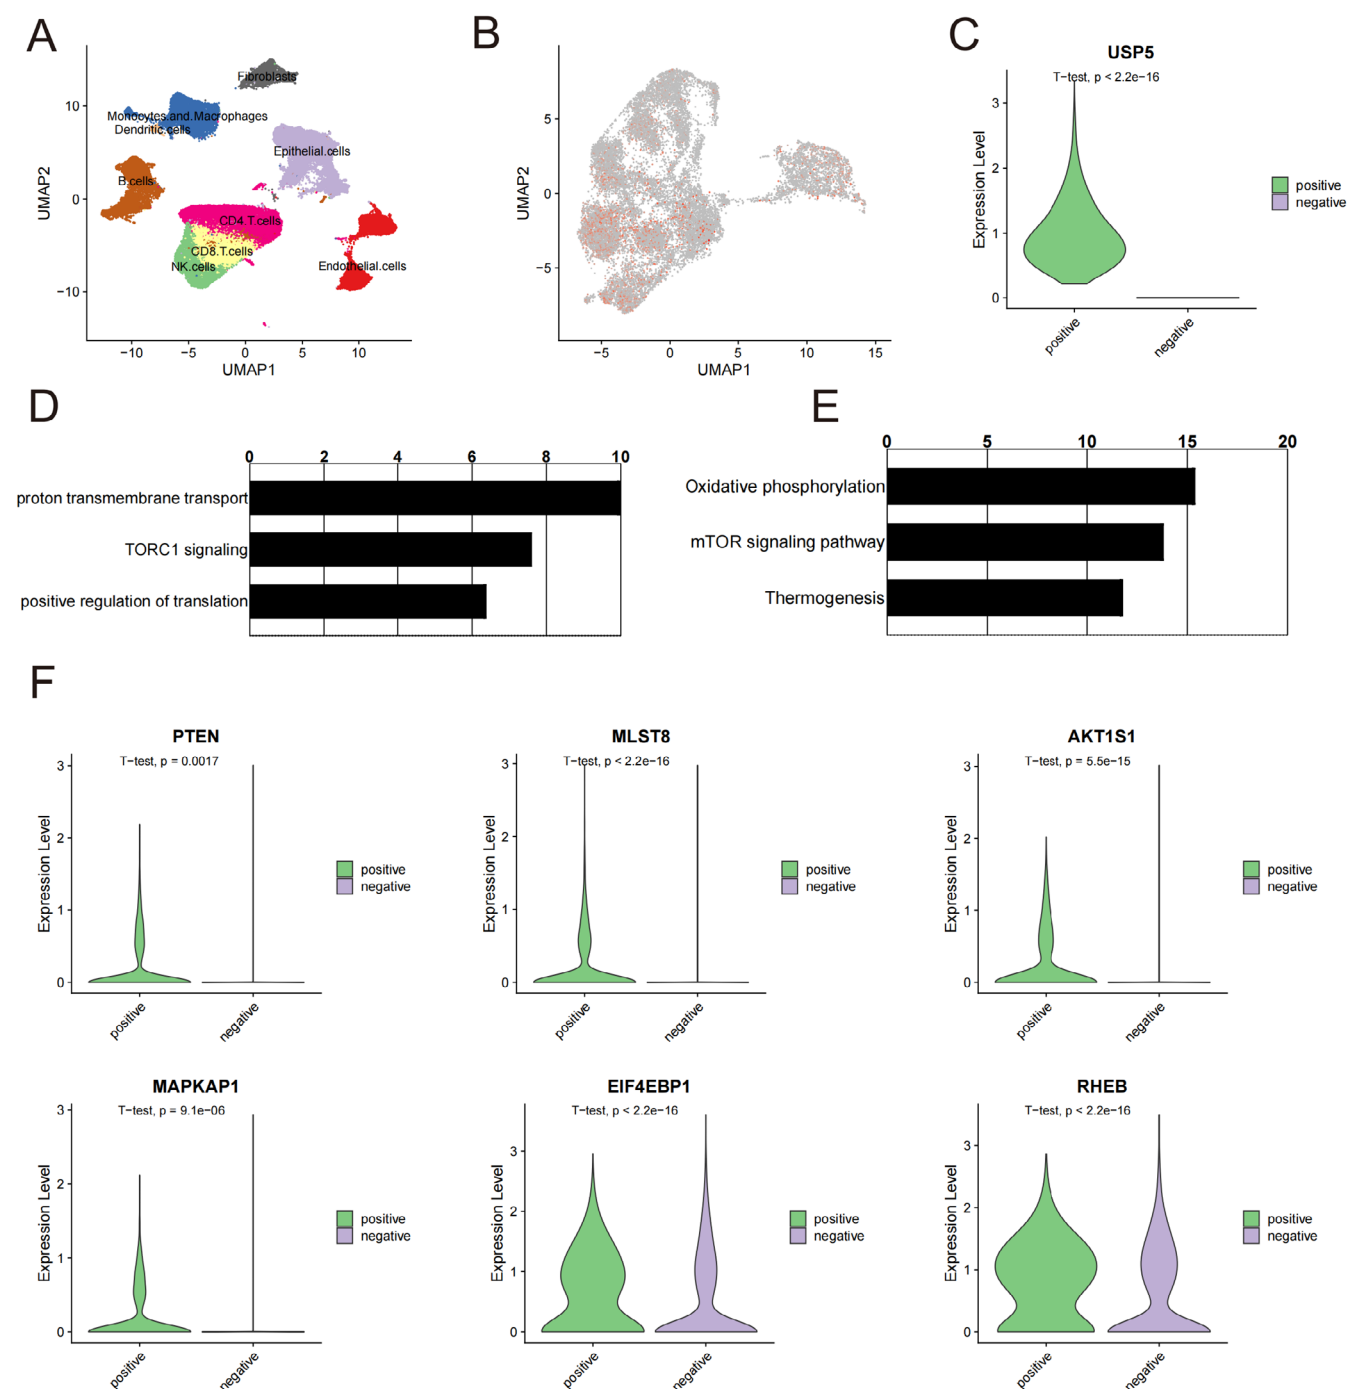 A
B
C
USP5
T-test, p < 2.2e-16
Fibroblasts
Monocytes.and.Macrophages
Dendritic.cells
Epithelial.cells
B.cells
CD4.T.cells
CD8.T.cells
NK.cells
Endothelial.cells
UMAP2
10
0
−10
−10
−5
0
5
10
UMAP1
UMAP2
5
0
−5
−5
0
5
10
15
UMAP1
Expression Level
3
2
1
0
positive
negative
positive
negative
D
0 2 4 6 8 10
proton transmembrane transport
TORC1 signaling
positive regulation of translation
E
0 5 10 15 20
Oxidative phosphorylation
mTOR signaling pathway
Thermogenesis
F
PTEN
T-test, p = 0.0017
Expression Level
3
2
1
0
positive
negative
positive
negative
MLST8
T-test, p < 2.2e-16
Expression Level
3
2
1
0
positive
negative
positive
negative
AKT1S1
T-test, p = 5.5e-15
Expression Level
3
2
1
0
positive
negative
positive
negative
MAPKAP1
T-test, p = 9.1e-06
Expression Level
3
2
1
0
positive
negative
positive
negative
EIF4EBP1
T-test, p < 2.2e-16
Expression Level
3
2
1
0
positive
negative
positive
negative
RHEB
T-test, p < 2.2e-16
Expression Level
3
2
1
0
positive
negative
positive
negative